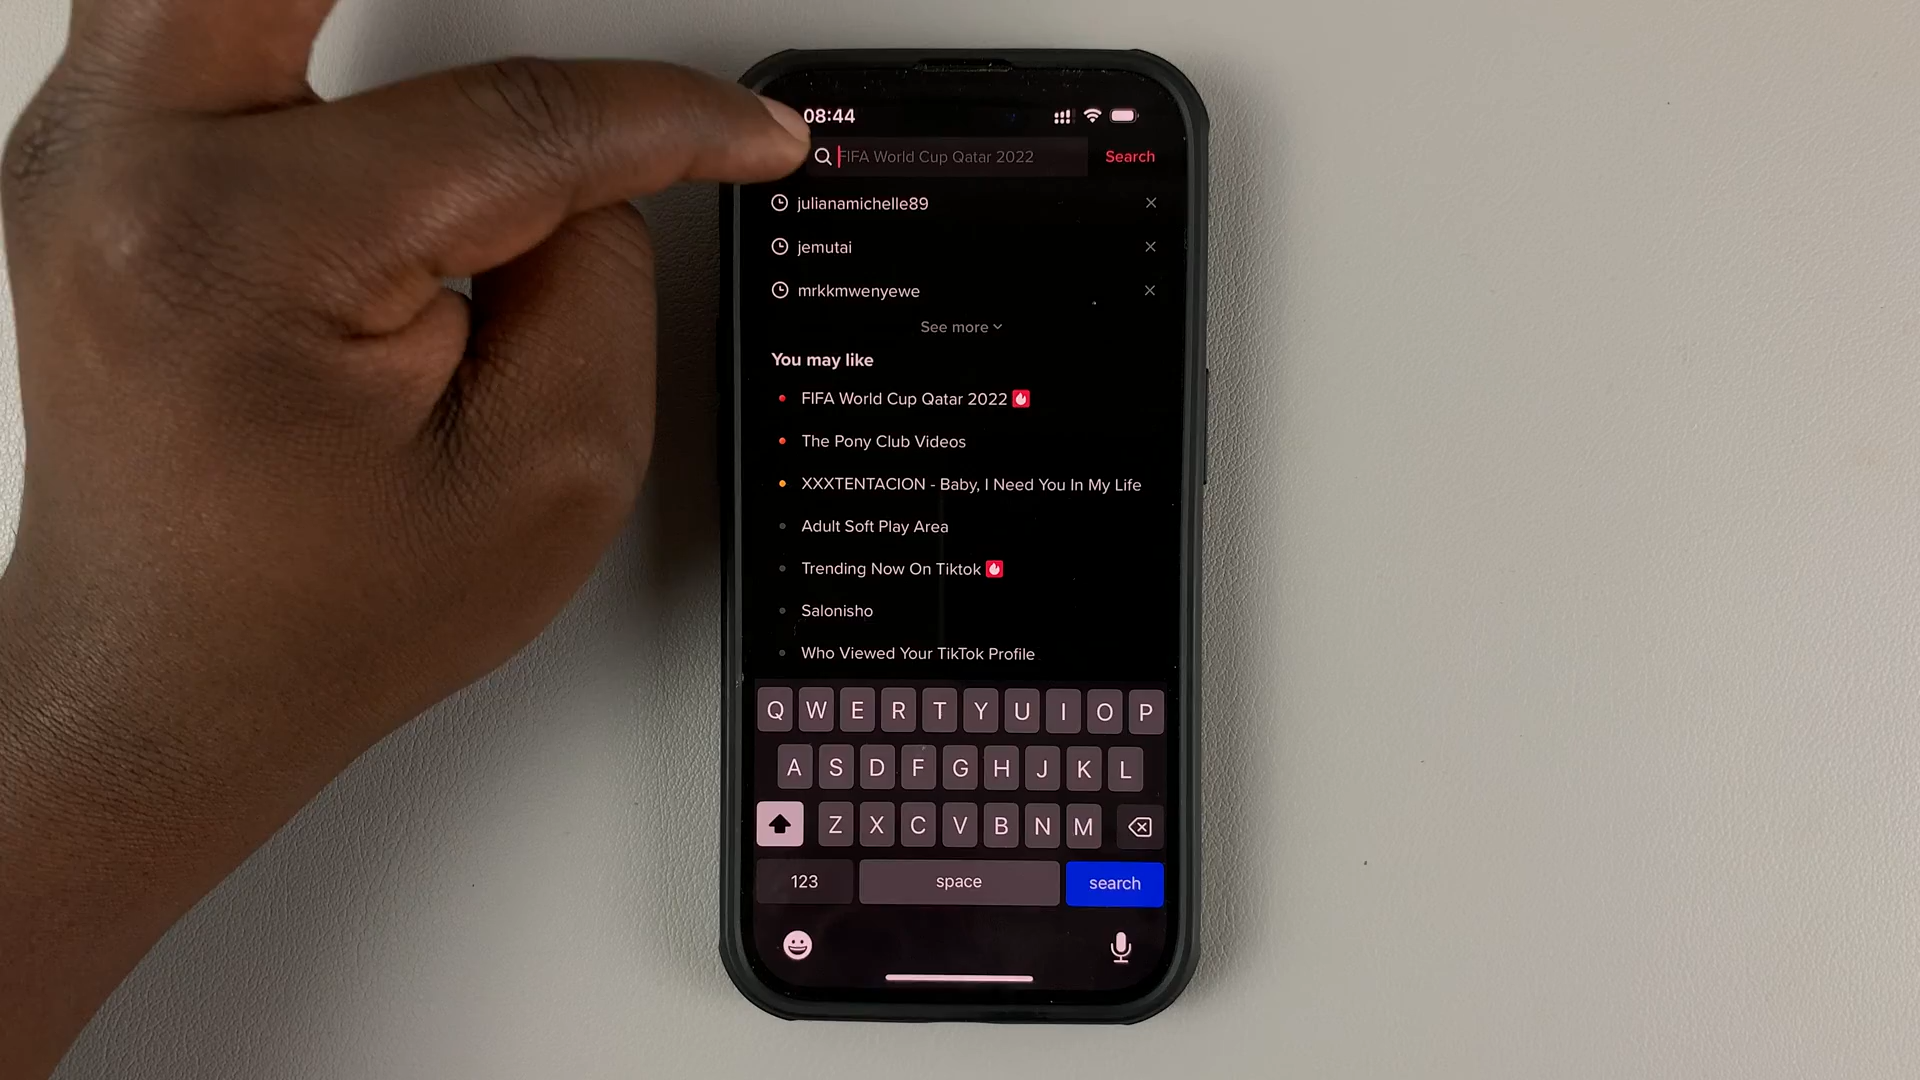 08:44
FIFA World Cup Qatar 2022 Search
julianamichelle89
jemutai
mrkkmwenyewe
See more
You may like
FIFA World Cup Qatar 2022
The Pony Club Videos
XXXTENTACION - Baby, I Need You In My Life
Adult Soft Play Area
Trending Now On Tiktok
Salonisho
Who Viewed Your TikTok Profile
Q W E R T Y U I O P
A S D F G H J K L
Z X C V B N M
123 space search